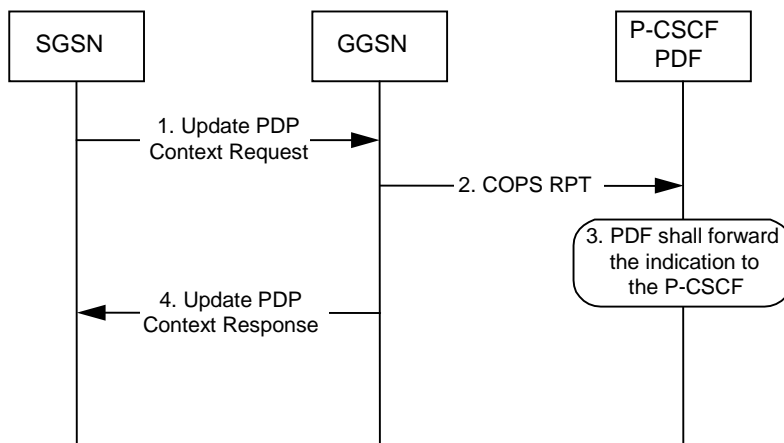 SGSN
GGSN
P-CSCF
PDF
1. Update PDP
Context Request
2. COPS RPT
3. PDF shall forward
the indication to
the P-CSCF
4. Update PDP
Context Response